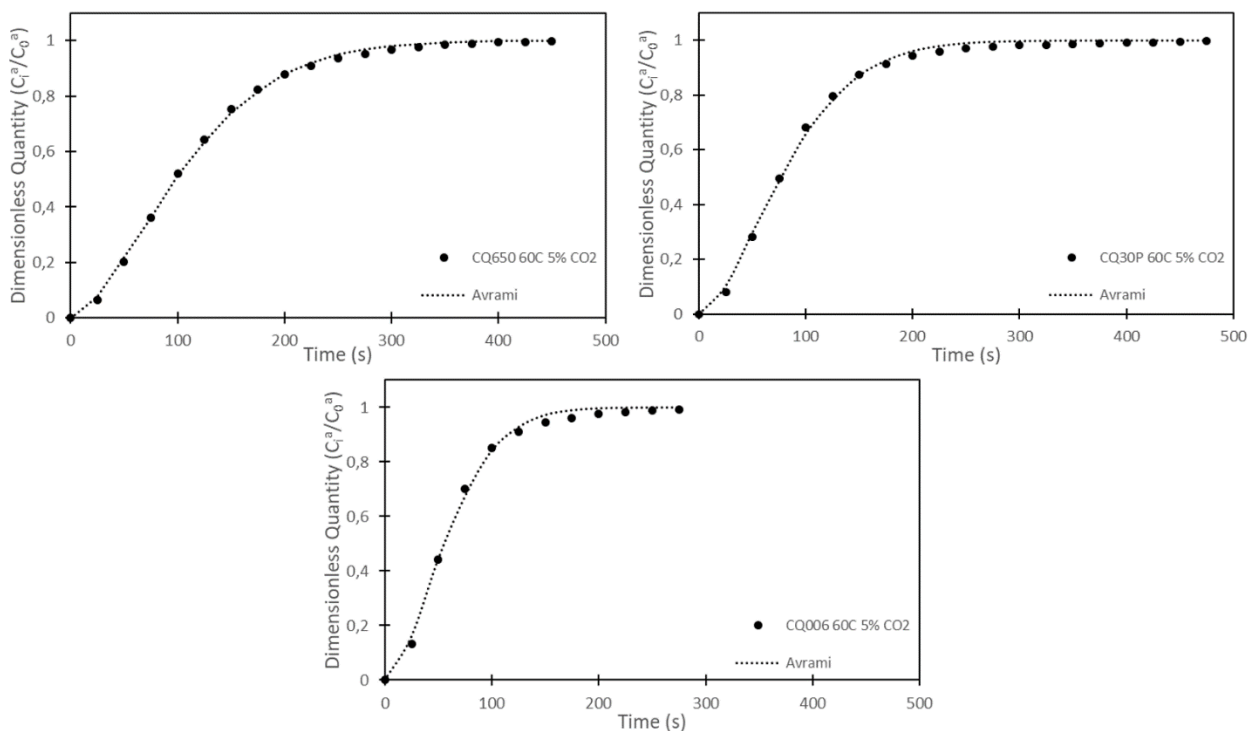 Dimensionless Quantity (Cᵢᵃ/C₀ᵃ)
1
0,8
0,6
0,4
0,2
0
0 100 200 300 400 500
Time (s)
CQ650 60C 5% CO2
Avrami
Dimensionless Quantity (Cᵢᵃ/C₀ᵃ)
1
0,8
0,6
0,4
0,2
0
0 100 200 300 400 500
Time (s)
CQ30P 60C 5% CO2
Avrami
Dimensionless Quantity (Cᵢᵃ/C₀ᵃ)
1
0,8
0,6
0,4
0,2
0
0 100 200 300 400 500
Time (s)
CQ006 60C 5% CO2
Avrami